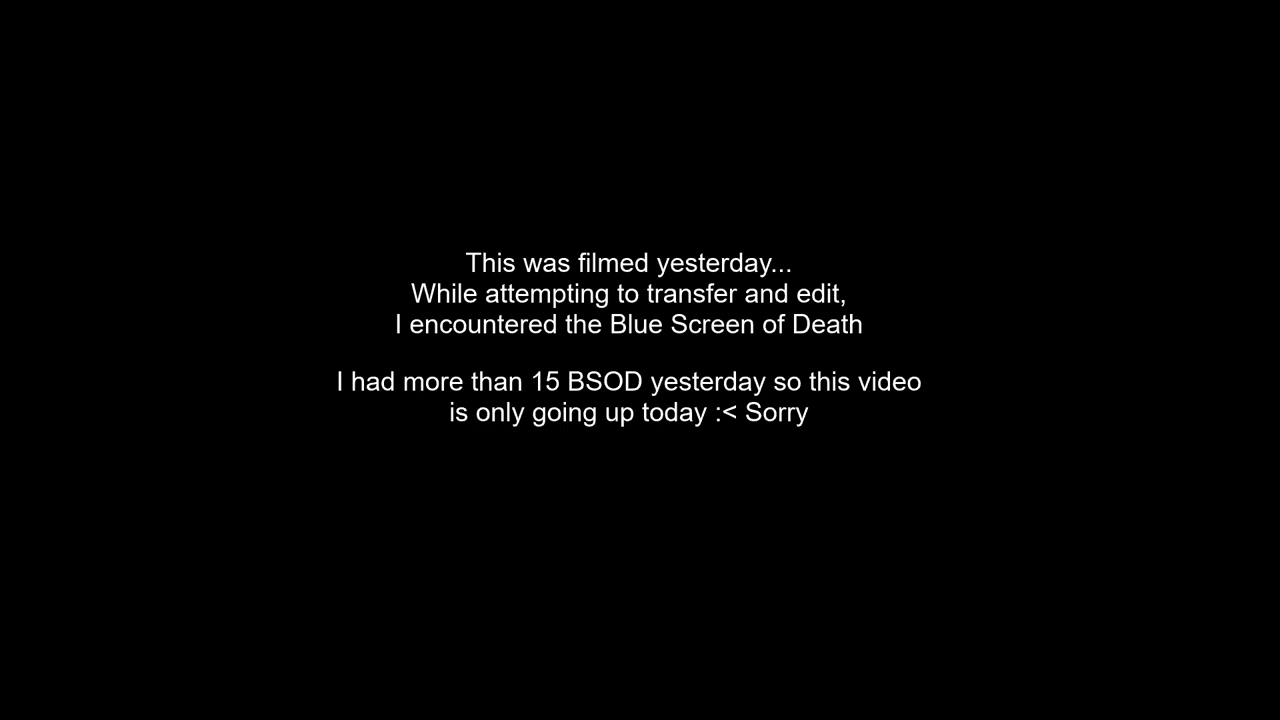 This was filmed yesterday...
While attempting to transfer and edit,
I encountered the Blue Screen of Death
I had more than 15 BSOD yesterday so this video
is only going up today :< Sorry